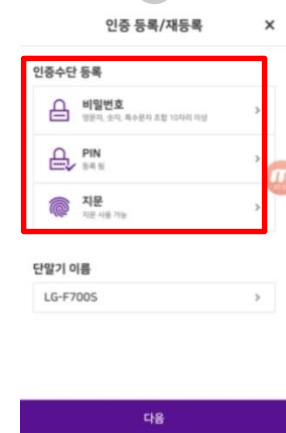 인증 등록/재등록
인증수단 등록
비밀번호
영문자, 숫자, 특수문자 조합 10자리 이상
PIN
등록 됨
지문
지문 사용 가능
단말기 이름
LG-F700S
다음